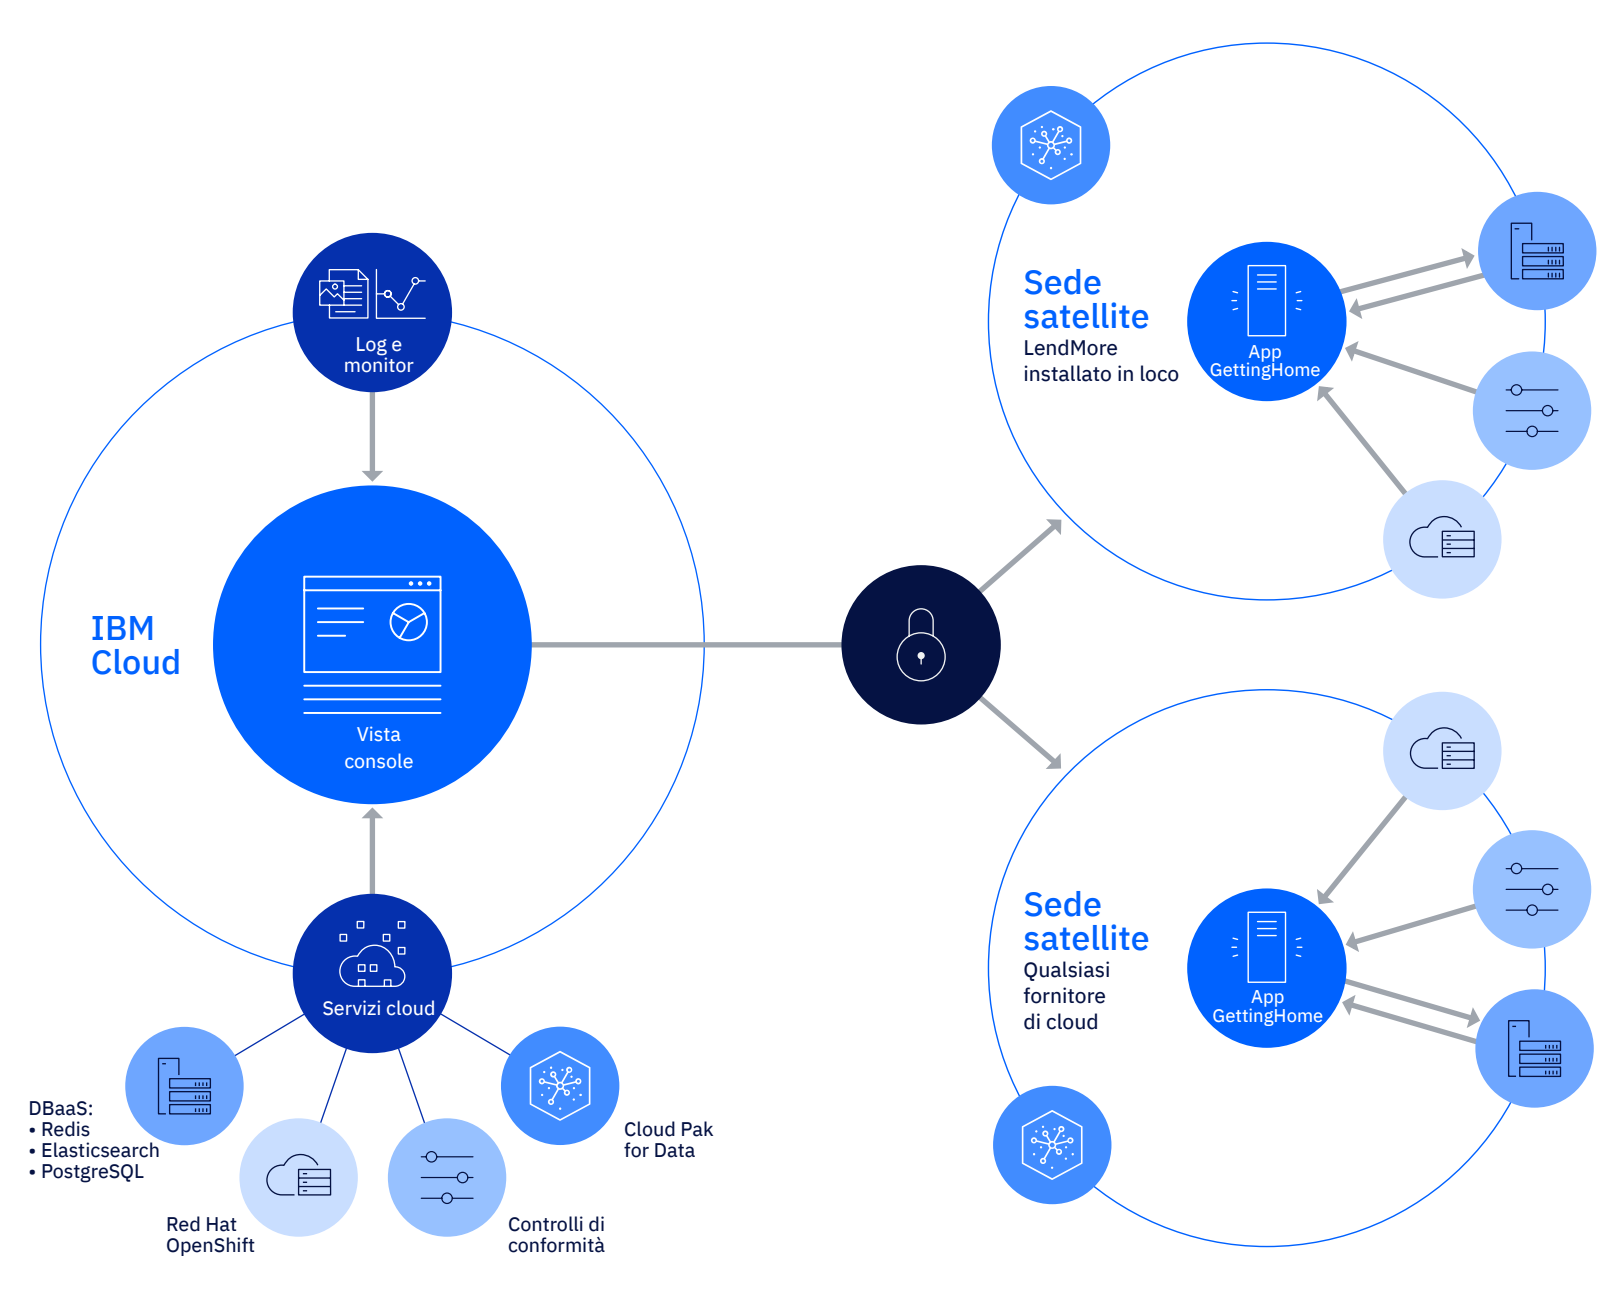 Log e
monitor
IBM
Cloud
Vista
console
Servizi cloud
DBaaS:
• Redis
• Elasticsearch
• PostgreSQL
Red Hat
OpenShift
Controlli di
conformità
Cloud Pak
for Data
Sede
satellite
LendMore
installato in loco
App
GettingHome
Sede
satellite
Qualsiasi
fornitore
di cloud
App
GettingHome